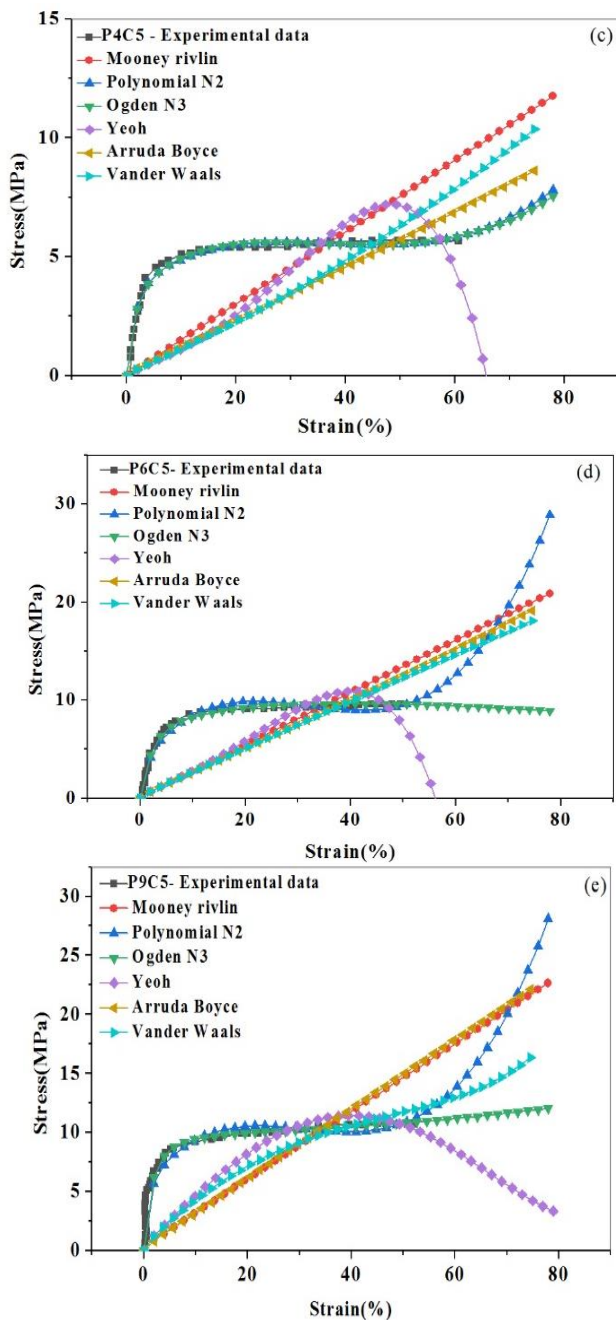 (c)
P4C5 - Experimental data
Mooney rivlin
Polynomial N2
Ogden N3
Yeoh
Arruda Boyce
Vander Waals
15
10
5
0
Stress(MPa)
0 20 40 60 80
Strain(%)
(d)
P6C5- Experimental data
Mooney rivlin
Polynomial N2
Ogden N3
Yeoh
Arruda Boyce
Vander Waals
30
20
10
0
Stress(MPa)
0 20 40 60 80
Strain(%)
(e)
P9C5- Experimental data
Mooney rivlin
Polynomial N2
Ogden N3
Yeoh
Arruda Boyce
Vander Waals
30
25
20
15
10
5
0
Stress(MPa)
0 20 40 60 80
Strain(%)